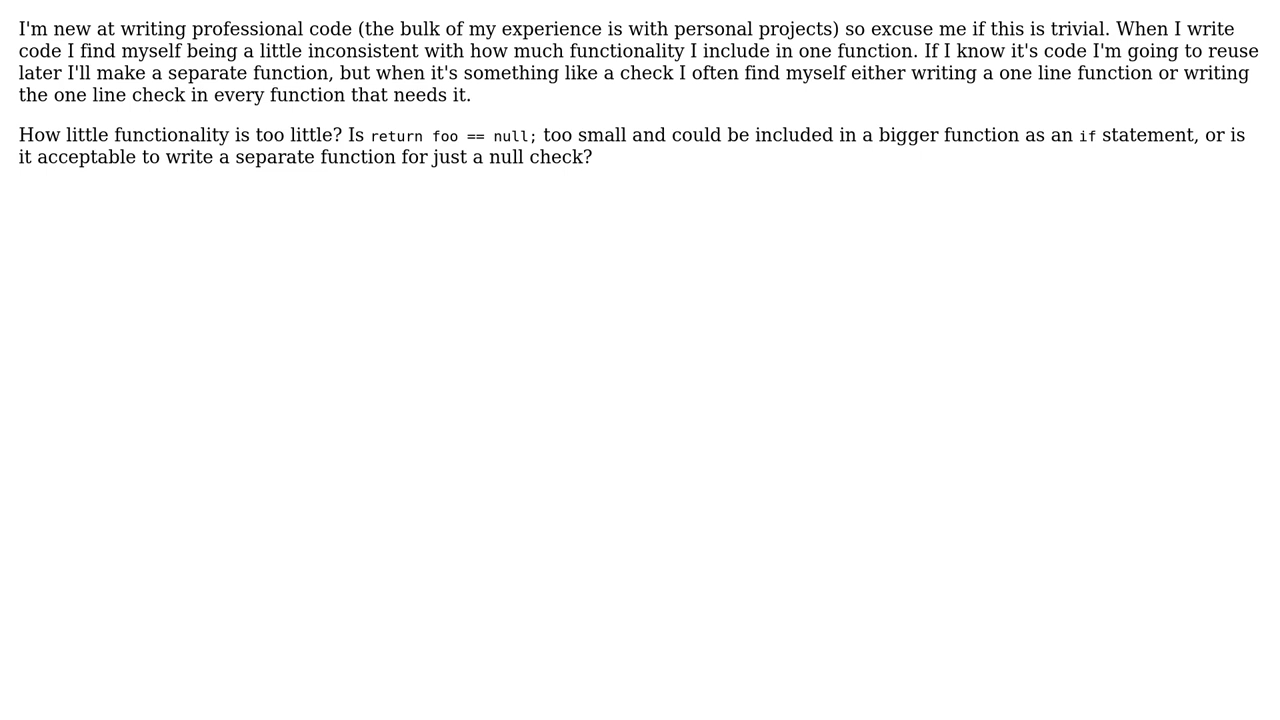 I'm new at writing professional code (the bulk of my experience is with personal projects) so excuse me if this is trivial. When I write
code I find myself being a little inconsistent with how much functionality I include in one function. If I know it's code I'm going to reuse
later I'll make a separate function, but when it's something like a check I often find myself either writing a one line function or writing
the one line check in every function that needs it.
How little functionality is too little? Is return foo == null; too small and could be included in a bigger function as an if statement, or is
it acceptable to write a separate function for just a null check?